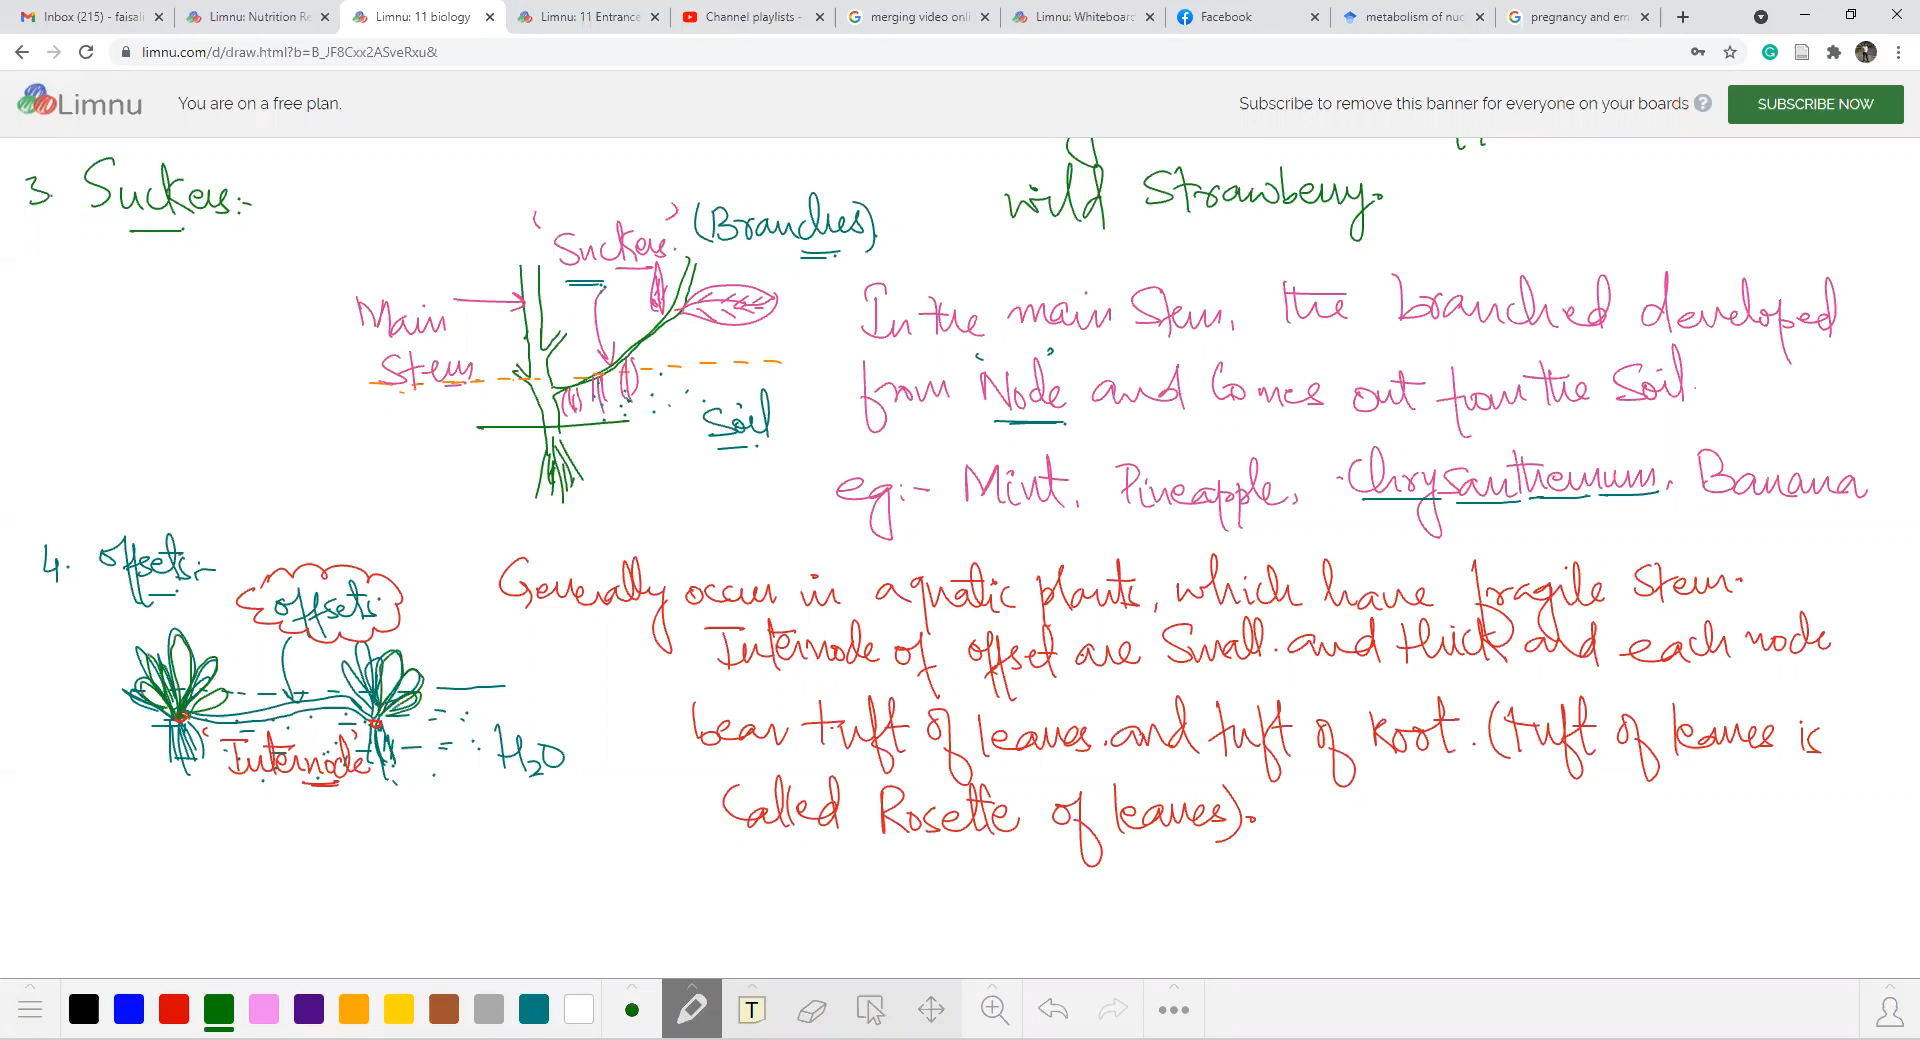 Inbox (215) - faisali
Limnu: Nutrition Re
Limnu: 11 biology
Limnu: 11 Entrance
Channel playlists -
merging video onli
Limnu: Whiteboard
Facebook
metabolism of nuc
pregnancy and em
limnu.com/d/draw.html?b=B_JF8Cxx2ASveRxu&
Limnu
You are on a free plan.
Subscribe to remove this banner for everyone on your boards
SUBSCRIBE NOW
wild Strawberry.
3. Suckers:-
'Suckers.' (Branches)
Main
Stem
Soil
In the main Stem, the branched developed
from 'Node' and Comes out from the Soil.
eg:- Mint, Pineapple, Chrysanthemum, Banana
4. Offsets:-
offsets
'Internode'
H2O
Generally occur in aquatic plants, which have fragile Stem.
Internode of offset are Small and thick and each node
bear tuft of leaves and tuft of Root. (tuft of leaves is
Called Rosette of leaves).
T